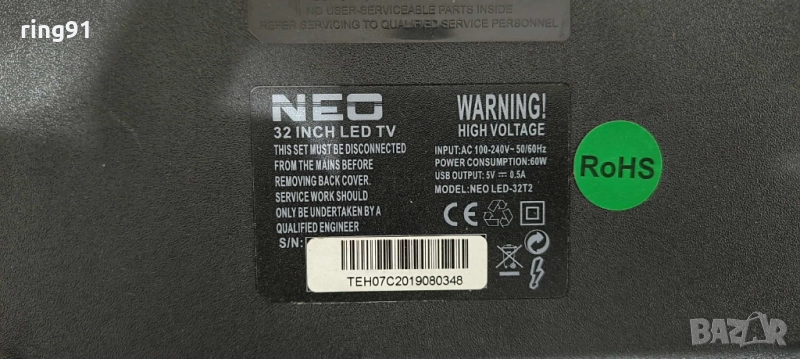 ring91
NO USER-SERVICEABLE PARTS INSIDE
REFER SERVICING TO QUALIFIED SERVICE PERSONNEL
NEO
32 INCH LED TV
THIS SET MUST BE DISCONNECTED
FROM THE MAINS BEFORE
REMOVING BACK COVER.
SERVICE WORK SHOULD
ONLY BE UNDERTAKEN BY A
QUALIFIED ENGINEER
S/N:
TEH07C2019080348
WARNING!
HIGH VOLTAGE
INPUT:AC 100-240V~ 50/60Hz
POWER CONSUMPTION:60W
USB OUTPUT: 5V ⎓ 0.5A
MODEL:NEO LED-32T2
CE
RoHS
BAZAR